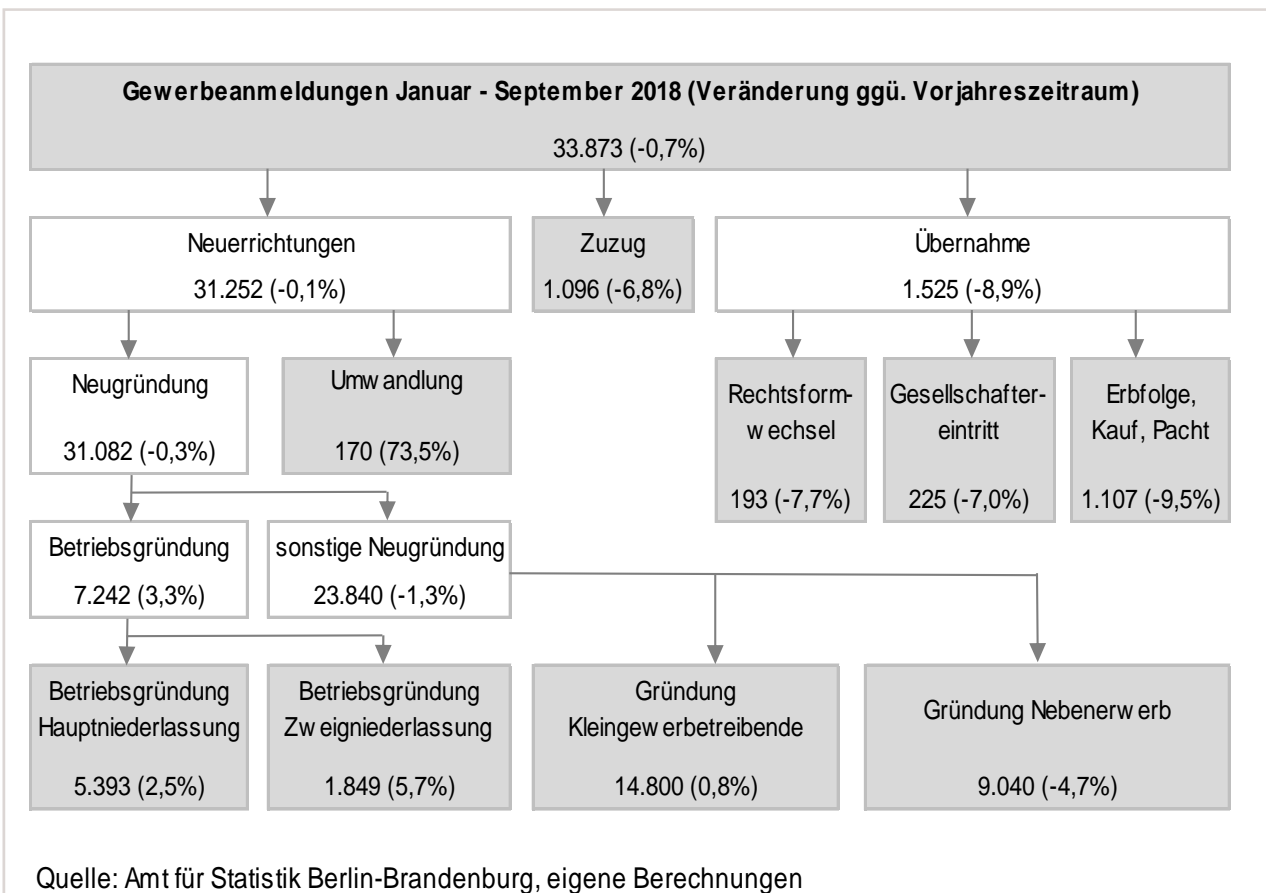 Gewerbeanmeldungen Januar - September 2018 (Veränderung ggü. Vorjahreszeitraum)
33.873 (-0,7%)
Neuerrichtungen
31.252 (-0,1%)
Zuzug
1.096 (-6,8%)
Übernahme
1.525 (-8,9%)
Neugründung
31.082 (-0,3%)
Umwandlung
170 (73,5%)
Rechtsform-
wechsel
193 (-7,7%)
Gesellschafter-
eintritt
225 (-7,0%)
Erbfolge,
Kauf, Pacht
1.107 (-9,5%)
Betriebsgründung
7.242 (3,3%)
sonstige Neugründung
23.840 (-1,3%)
Betriebsgründung
Hauptniederlassung
5.393 (2,5%)
Betriebsgründung
Zweigniederlassung
1.849 (5,7%)
Gründung
Kleingewerbetreibende
14.800 (0,8%)
Gründung Nebenerwerb
9.040 (-4,7%)
Quelle: Amt für Statistik Berlin-Brandenburg, eigene Berechnungen